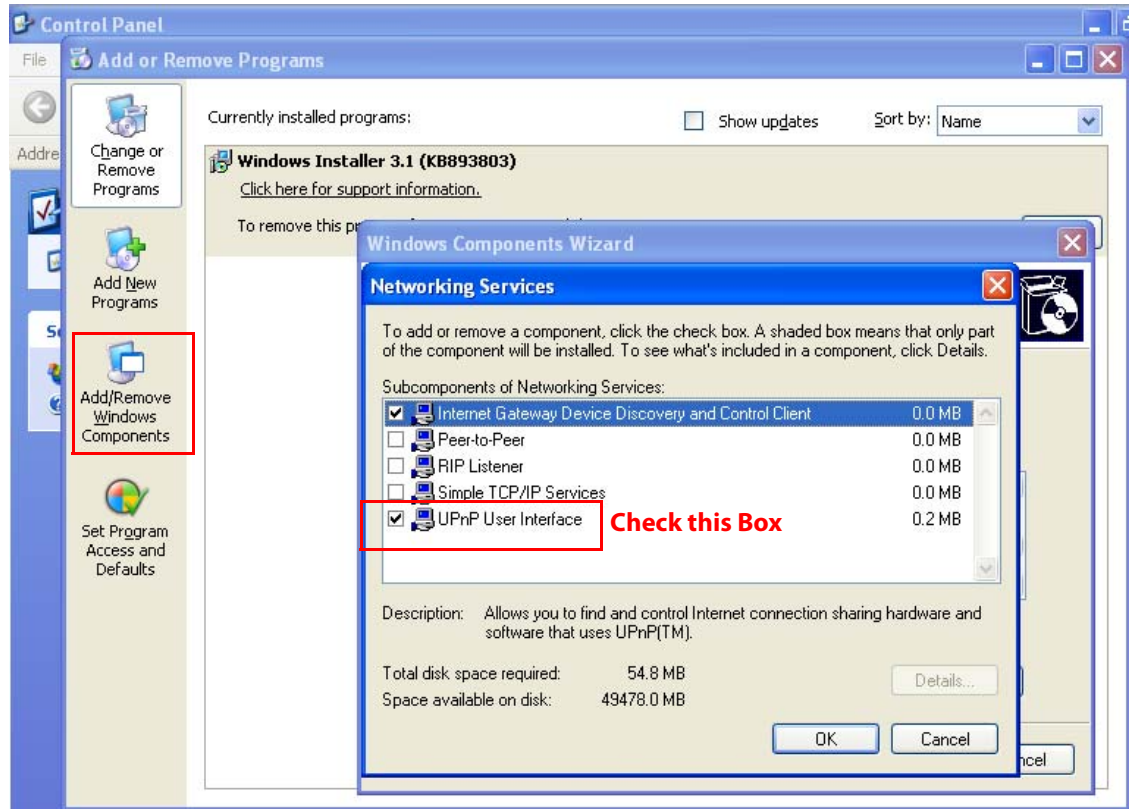 Control Panel
File
Add or Remove Programs
Addre
Change or
Remove
Programs
Add New
Programs
Add/Remove
Windows
Components
Set Program
Access and
Defaults
Currently installed programs:
Show updates
Sort by: Name
Windows Installer 3.1 (KB893803)
Click here for support information.
To remove this pr
Windows Components Wizard
Networking Services
To add or remove a component, click the check box. A shaded box means that only part
of the component will be installed. To see what's included in a component, click Details.
Subcomponents of Networking Services:
Internet Gateway Device Discovery and Control Client 0.0 MB
Peer-to-Peer 0.0 MB
RIP Listener 0.0 MB
Simple TCP/IP Services 0.0 MB
UPnP User Interface 0.2 MB
Check this Box
Description: Allows you to find and control Internet connection sharing hardware and
software that uses UPnP(TM).
Total disk space required: 54.8 MB
Space available on disk: 49478.0 MB
Details...
OK
Cancel
ncel